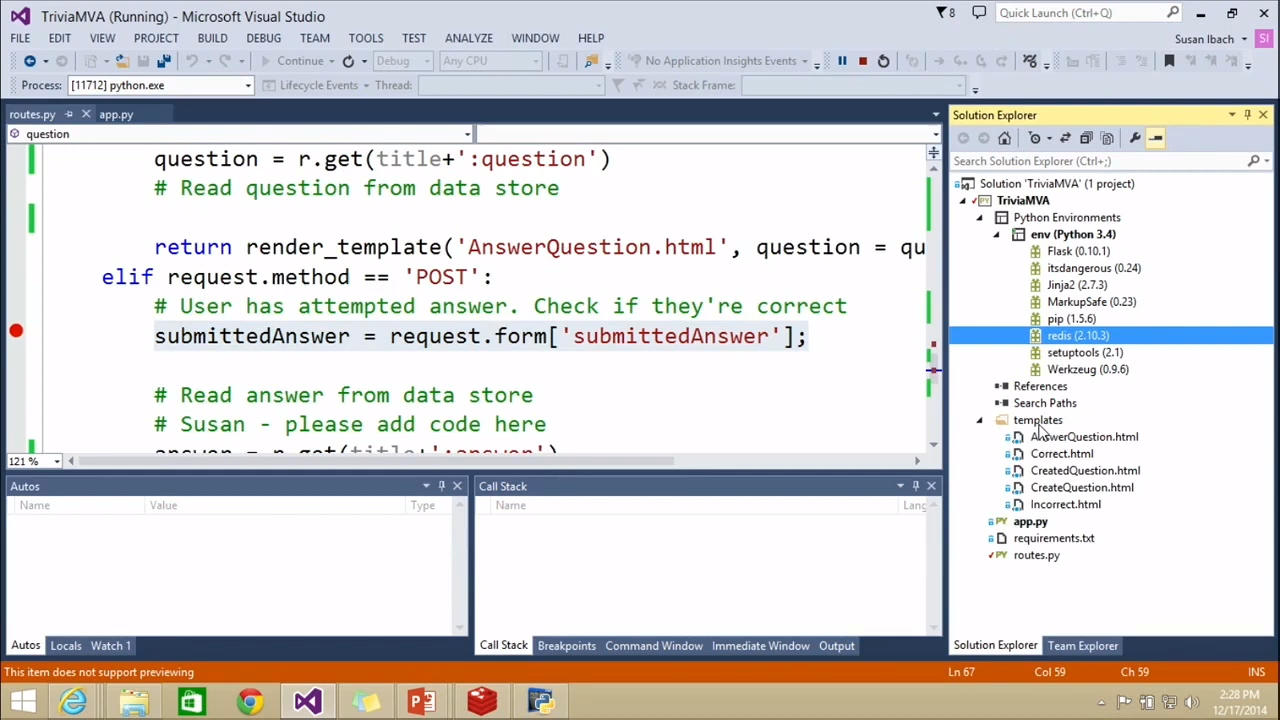 TriviaMVA (Running) - Microsoft Visual Studio
8
Quick Launch (Ctrl+Q)
FILE EDIT VIEW PROJECT BUILD DEBUG TEAM TOOLS TEST ANALYZE WINDOW HELP
Susan Ibach
SI
Continue
Debug
Any CPU
No Application Insights Events
Process: [11712] python.exe
Lifecycle Events
Thread:
Stack Frame:
routes.py
app.py
question
question = r.get(title+':question')
# Read question from data store
return render_template('AnswerQuestion.html', question = qu
elif request.method == 'POST':
# User has attempted answer. Check if they're correct
submittedAnswer = request.form['submittedAnswer'];
# Read answer from data store
# Susan - please add code here
answer = r.get(title+':answer')
121 %
Autos
Name Value Type
Autos Locals Watch 1
Call Stack
Name Lang
Call Stack Breakpoints Command Window Immediate Window Output
Solution Explorer
Search Solution Explorer (Ctrl+;)
Solution 'TriviaMVA' (1 project)
TriviaMVA
Python Environments
env (Python 3.4)
Flask (0.10.1)
itsdangerous (0.24)
Jinja2 (2.7.3)
MarkupSafe (0.23)
pip (1.5.6)
redis (2.10.3)
setuptools (2.1)
Werkzeug (0.9.6)
References
Search Paths
templates
AnswerQuestion.html
Correct.html
CreatedQuestion.html
CreateQuestion.html
Incorrect.html
app.py
requirements.txt
routes.py
Solution Explorer Team Explorer
This item does not support previewing
Ln 67 Col 59 Ch 59 INS
2:28 PM
12/17/2014